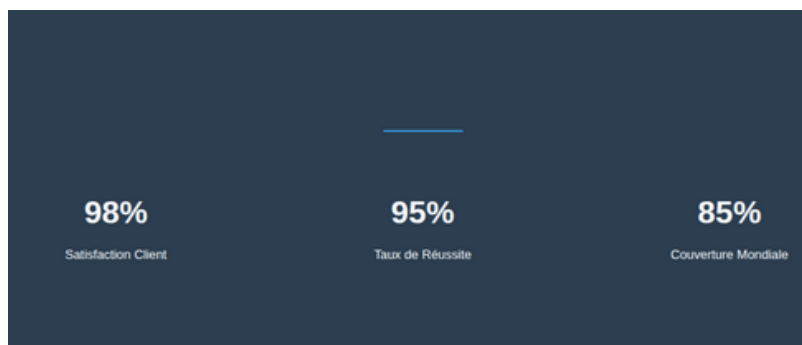 98%
95%
85%
Satisfaction Client
Taux de Réussite
Couverture Mondiale